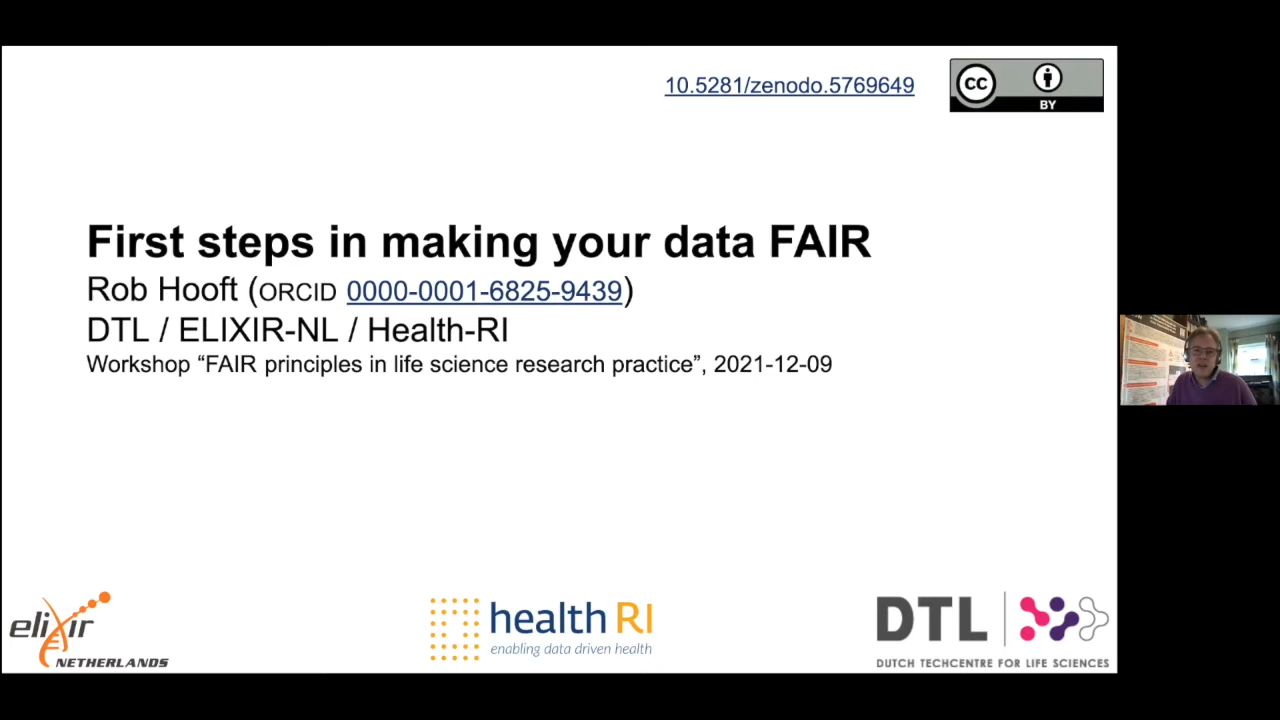 10.5281/zenodo.5769649
CC
BY
First steps in making your data FAIR
Rob Hooft (ORCID 0000-0001-6825-9439)
DTL / ELIXIR-NL / Health-RI
Workshop “FAIR principles in life science research practice”, 2021-12-09
elixir
NETHERLANDS
health RI
enabling data driven health
DTL
DUTCH TECHCENTRE FOR LIFE SCIENCES